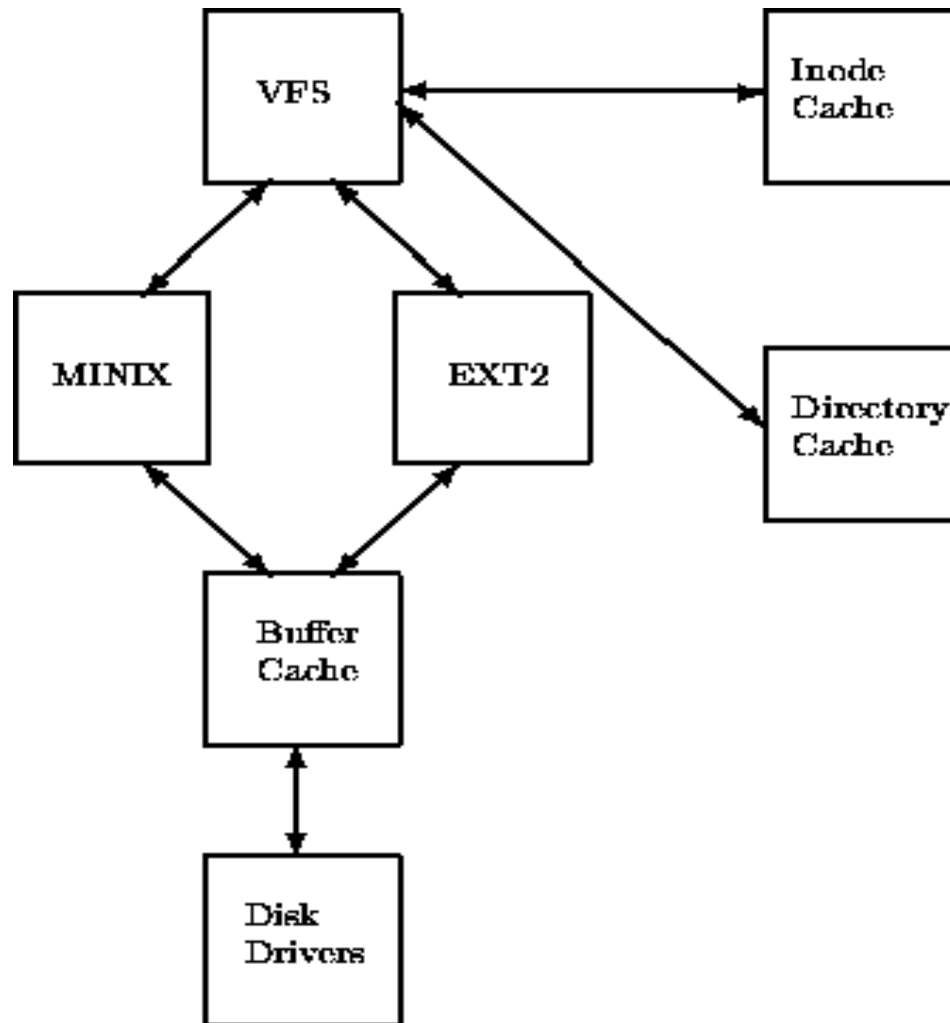 VFS
Inode
Cache
MINIX
EXT2
Directory
Cache
Buffer
Cache
Disk
Drivers